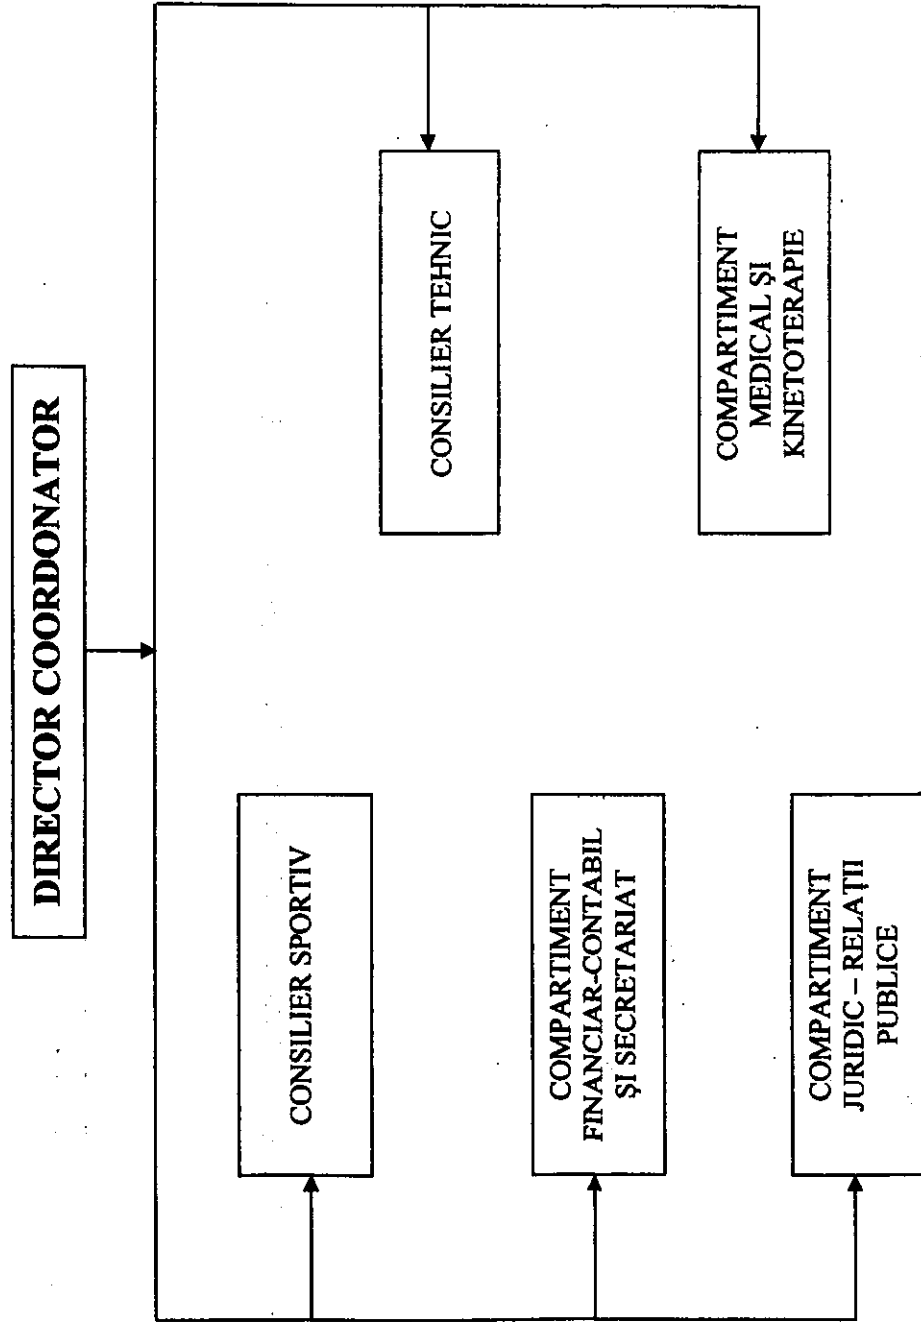 DIRECTOR COORDONATOR
CONSILIER SPORTIV
CONSILIER TEHNIC
COMPARTIMENT
FINANCIAR-CONTABIL
ŞI SECRETARIAT
COMPARTIMENT
MEDICAL ŞI
KINETOTERAPIE
COMPARTIMENT
JURIDIC – RELAŢII
PUBLICE